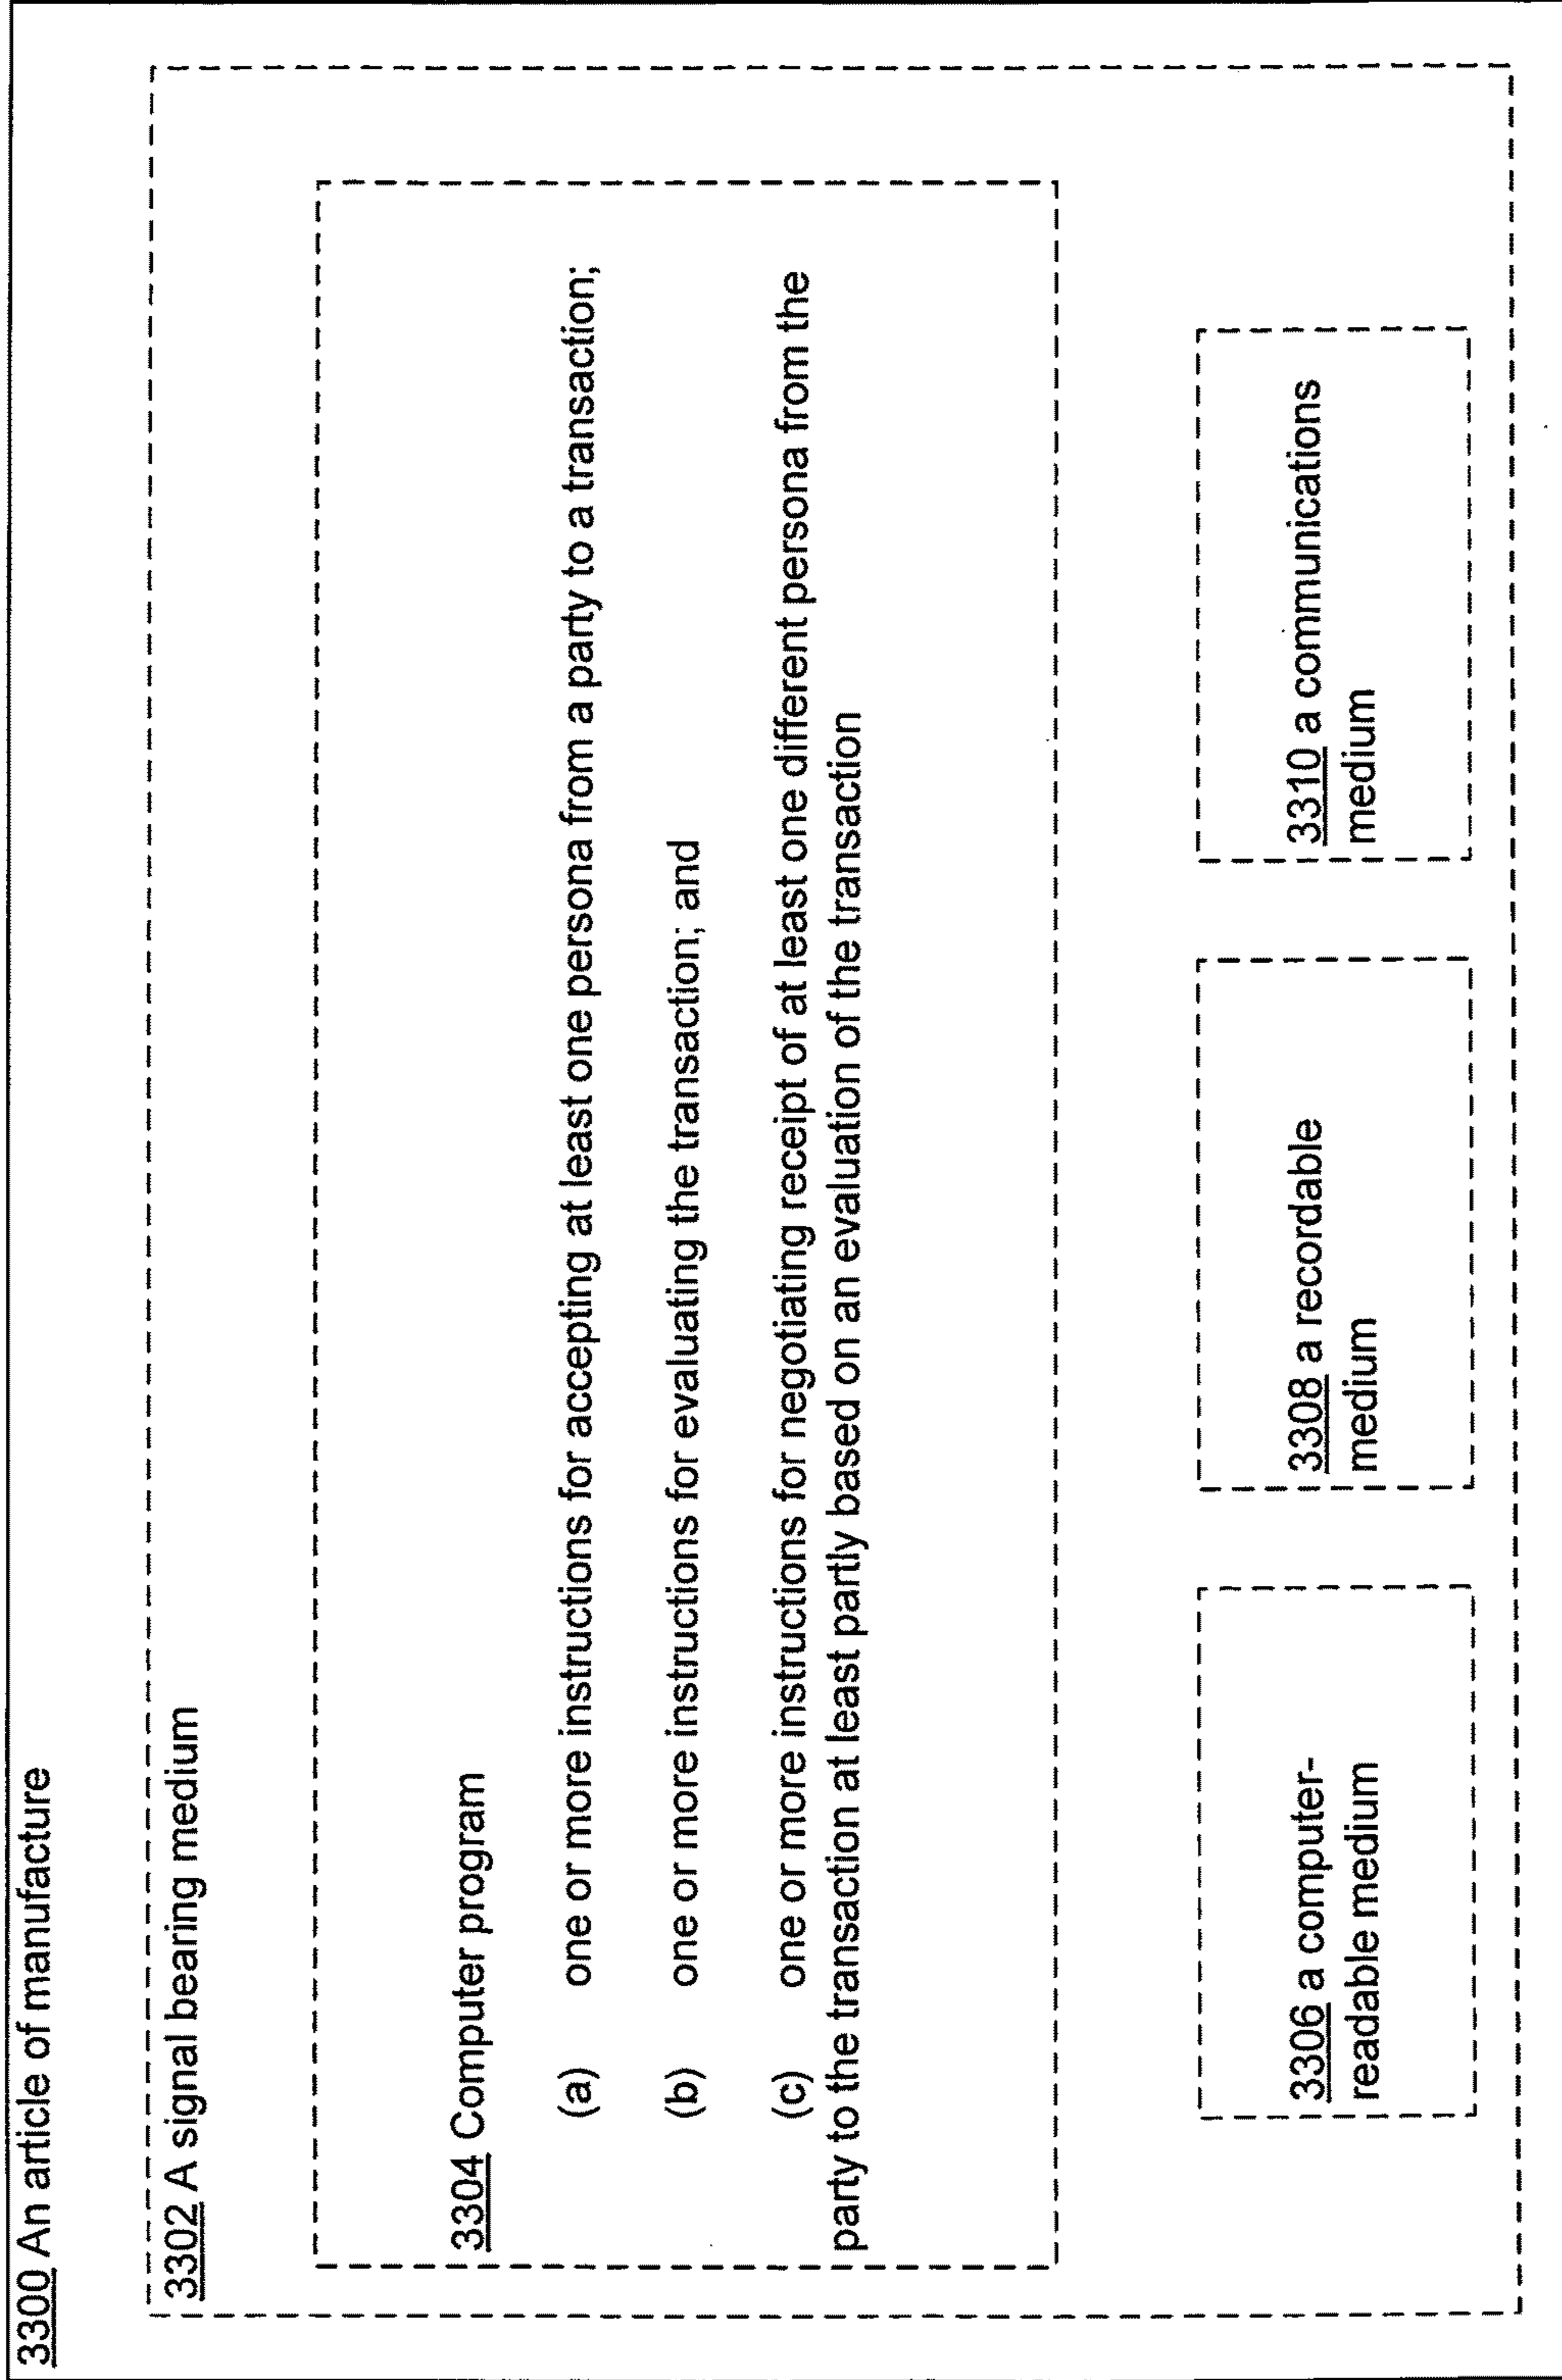 3300 An article of manufacture
3302 A signal bearing medium
3304 Computer program
(a) one or more instructions for accepting at least one persona from a party to a transaction;
(b) one or more instructions for evaluating the transaction; and
(c) one or more instructions for negotiating receipt of at least one different persona from the
party to the transaction at least partly based on an evaluation of the transaction
3306 a computer-
readable medium
3308 a recordable
medium
3310 a communications
medium